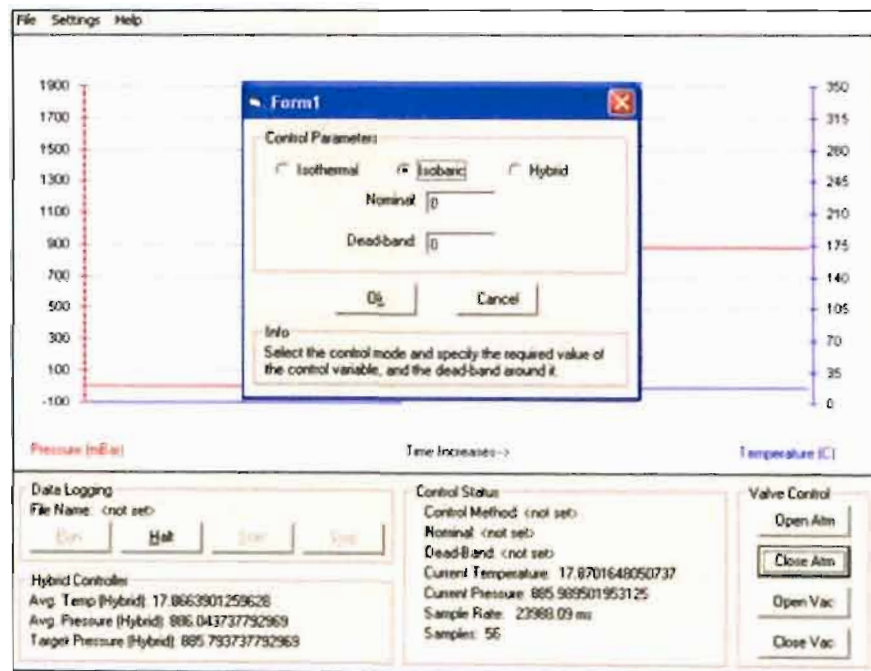 File Settings Help
Form1
Control Parameters
Isothermal Isobaric Hybrid
Nominal: 0
Dead-band: 0
Ok Cancel
Info
Select the control mode and specify the required value of
the control variable, and the dead-band around it
1900
1700
1500
1300
1100
900
700
500
300
100
-100
350
315
280
245
210
175
140
105
70
35
0
Pressure (mBar) Time Increases-> Temperature (C)
Data Logging
File Name: <not set>
Run Halt Start Stop
Hybrid Controller
Avg. Temp (Hybrid): 17.8663901259628
Avg. Pressure (Hybrid): 886.043737792969
Target Pressure (Hybrid): 885.793737792969
Control Status
Control Method: <not set>
Nominal: <not set>
Dead-Band: <not set>
Current Temperature: 17.8701648050737
Current Pressure: 885.989501953125
Sample Rate: 23988.09 ms
Samples: 56
Valve Control
Open Atm
Close Atm
Open Vac
Close Vac